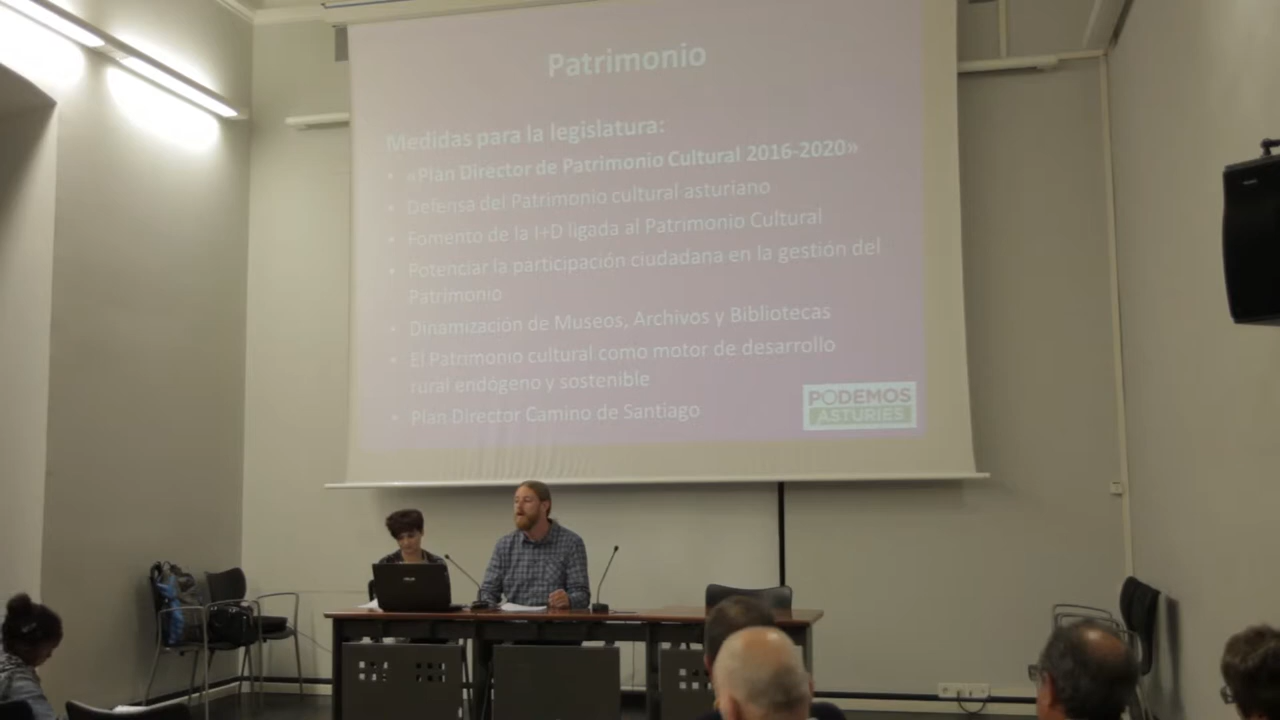 Patrimonio
Medidas para la legislatura:
• «Plan Director de Patrimonio Cultural 2016-2020»
• Defensa del Patrimonio cultural asturiano
• Fomento de la I+D ligada al Patrimonio Cultural
• Potenciar la participación ciudadana en la gestión del
Patrimonio
• Dinamización de Museos, Archivos y Bibliotecas
• El Patrimonio cultural como motor de desarrollo
rural endógeno y sostenible
• Plan Director Camino de Santiago
PODEMOS
ASTURIES